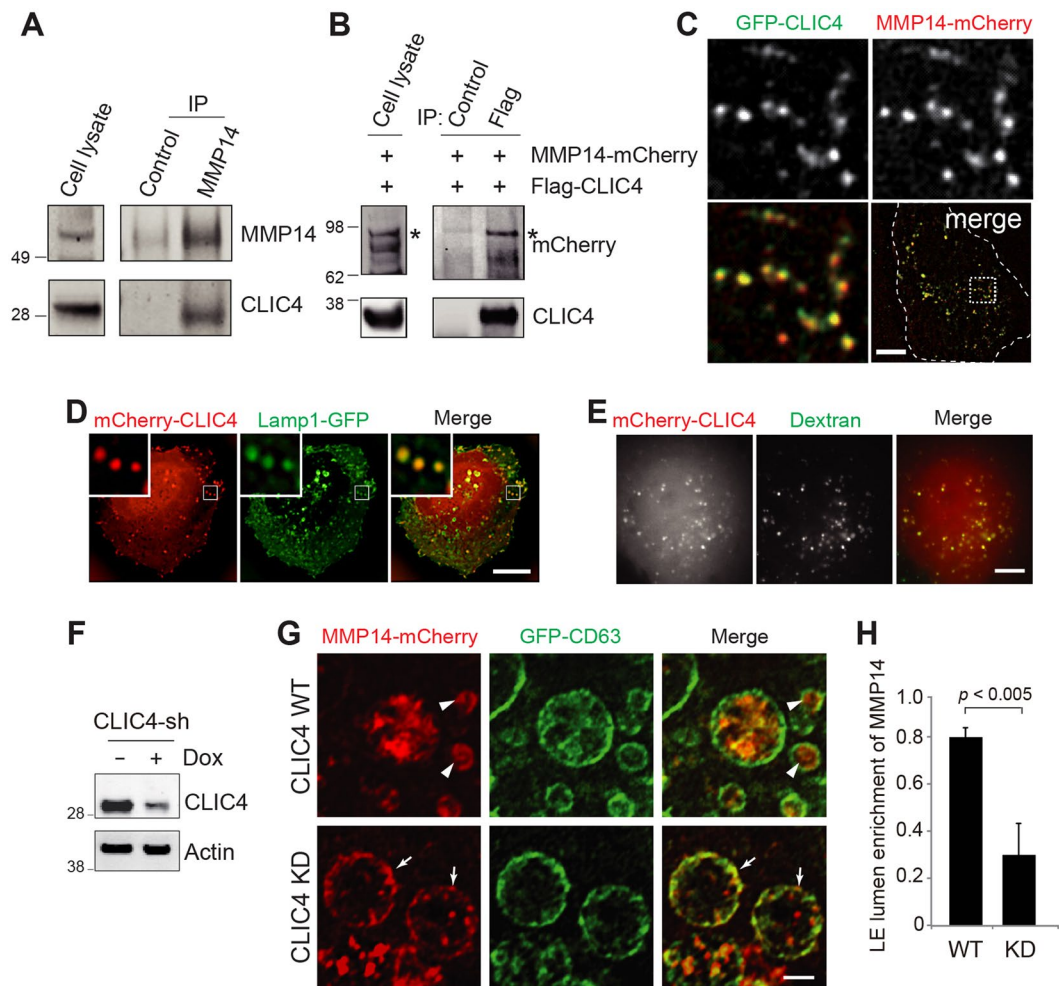 A
Cell lysate
IP
Control
MMP14
MMP14
49
28
CLIC4
B
Cell lysate
IP:
Control
Flag
+ + + MMP14-mCherry
+ + + Flag-CLIC4
98
* *
mCherry
62
38
CLIC4
C
GFP-CLIC4 MMP14-mCherry
merge
D
mCherry-CLIC4 Lamp1-GFP Merge
E
mCherry-CLIC4 Dextran Merge
F
CLIC4-sh
– + Dox
CLIC4
28
Actin
38
G
MMP14-mCherry GFP-CD63 Merge
CLIC4 WT
CLIC4 KD
H
LE lumen enrichment of MMP14
p < 0.005
1.0
0.8
0.6
0.4
0.2
0
WT KD